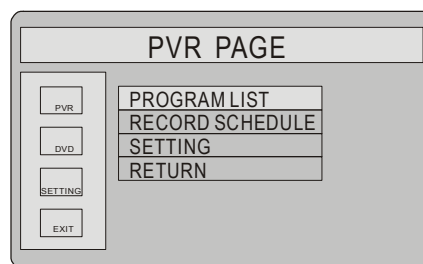 PVR PAGE
PVR
DVD
SETTING
EXIT
PROGRAM LIST
RECORD SCHEDULE
SETTING
RETURN